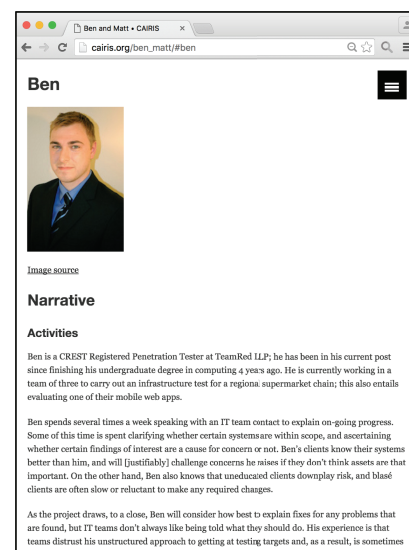 Ben and Matt • CAIRIS
cairis.org/ben_matt/#ben
Ben
Image source
Narrative
Activities
Ben is a CREST Registered Penetration Tester at TeamRed LLP; he has been in his current post
since finishing his undergraduate degree in computing 4 years ago. He is currently working in a
team of three to carry out an infrastructure test for a regional supermarket chain; this also entails
evaluating one of their mobile web apps.
Ben spends several times a week speaking with an IT team contact to explain on-going progress.
Some of this time is spent clarifying whether certain systems are within scope, and ascertaining
whether certain findings of interest are a cause for concern or not. Ben's clients know their systems
better than him, and will [justifiably] challenge concerns he raises if they don't think assets are that
important. On the other hand, Ben also knows that uneducated clients downplay risk, and blasé
clients are often slow or reluctant to make any required changes.
As the project draws, to a close, Ben will consider how best to explain fixes for any problems that
are found, but IT teams don't always like being told what they should do. His experience is that
teams distrust his unstructured approach to getting at testing targets and, as a result, is sometimes